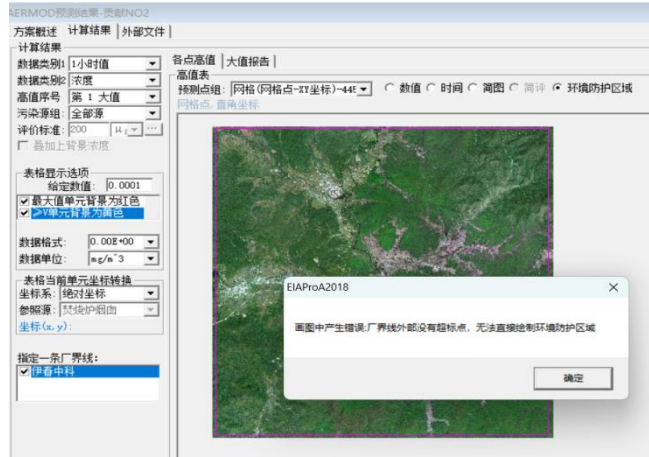 AERMOD预测结果-贡献NO2
方案概述 计算结果 外部文件
计算结果
数据类别1 1小时值
数据类别2 浓度
高值序号 第 1 大值
污染源组: 全部源
评价标准: 200
叠加上背景浓度
表格显示选项
给定数值: 0.0001
最大值单元背景为红色
≥V单元背景为黄色
数据格式: 0.00E+00
数据单位: mg/m^3
表格当前单元坐标转换
坐标系: 绝对坐标
参照源: 焚烧炉烟囱
坐标(x,y):
指定一条厂界线:
伊春中科
各点高值 大值报告
高值表
预测点组: 网格(网格点-XY坐标)-445 数值 时间 简图 简评 环境防护区域
网格点, 直角坐标
EIAProA2018
画图中产生错误:厂界线外部没有超标点，无法直接绘制环境防护区域
确定